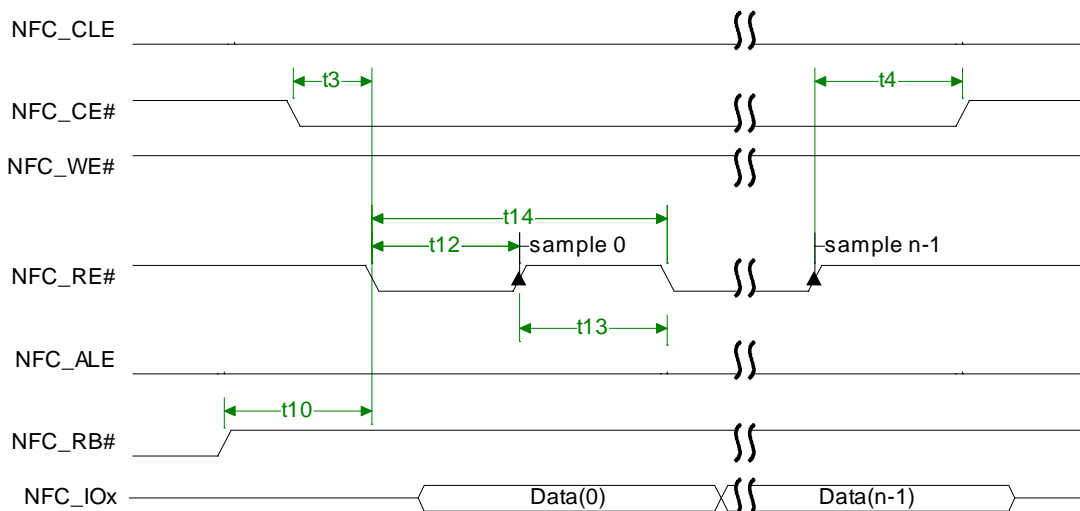 NFC_CLE
t3
t4
NFC_CE#
NFC_WE#
t14
t12
sample 0
sample n-1
NFC_RE#
t13
NFC_ALE
t10
NFC_RB#
NFC_IOx
Data(0)
Data(n-1)